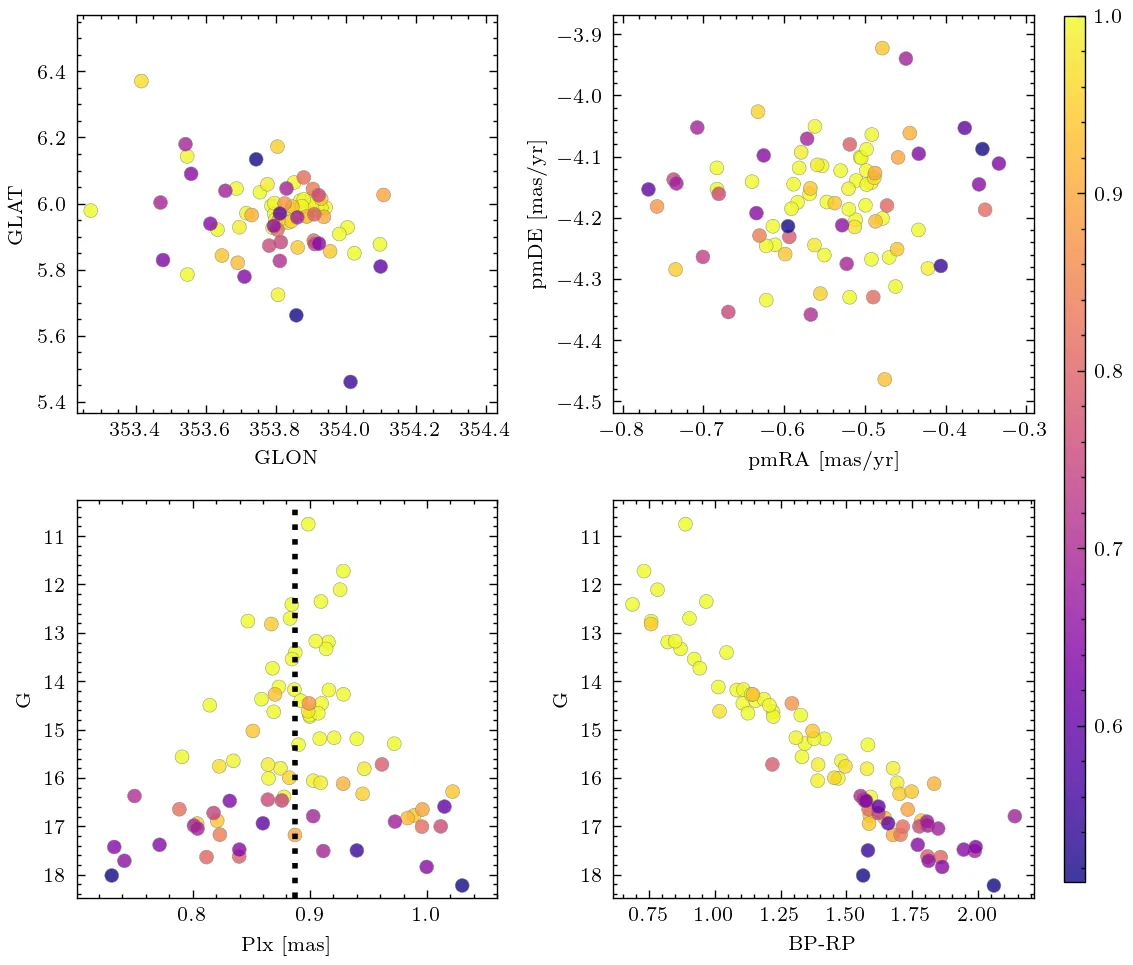 6.4
6.2
6.0
5.8
5.6
5.4
GLAT
353.4 353.6 353.8 354.0 354.2 354.4
GLON
−3.9
−4.0
−4.1
−4.2
−4.3
−4.4
−4.5
pmDE [mas/yr]
−0.8 −0.7 −0.6 −0.5 −0.4 −0.3
pmRA [mas/yr]
1.0
0.9
0.8
0.7
0.6
11
12
13
14
15
16
17
18
G
0.8 0.9 1.0
Plx [mas]
11
12
13
14
15
16
17
18
G
0.75 1.00 1.25 1.50 1.75 2.00
BP-RP